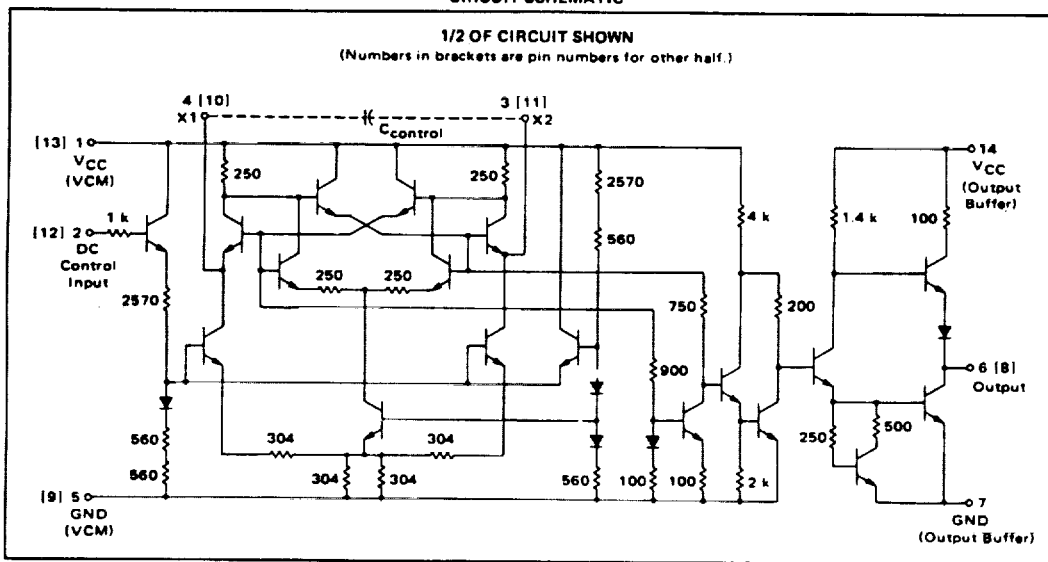 CIRCUIT SCHEMATIC
1/2 OF CIRCUIT SHOWN
(Numbers in brackets are pin numbers for other half.)
4 [10]
3 [11]
X1
X2
Ccontrol
[13] 1
VCC
(VCM)
14
VCC
(Output
Buffer)
250
250
2570
4 k
1.4 k
100
1 k
[12] 2
DC
Control
Input
560
2570
250
250
750
200
900
6 [8]
Output
560
560
304
304
304
304
560
100
100
2 k
250
500
[9] 5
GND
(VCM)
7
GND
(Output Buffer)